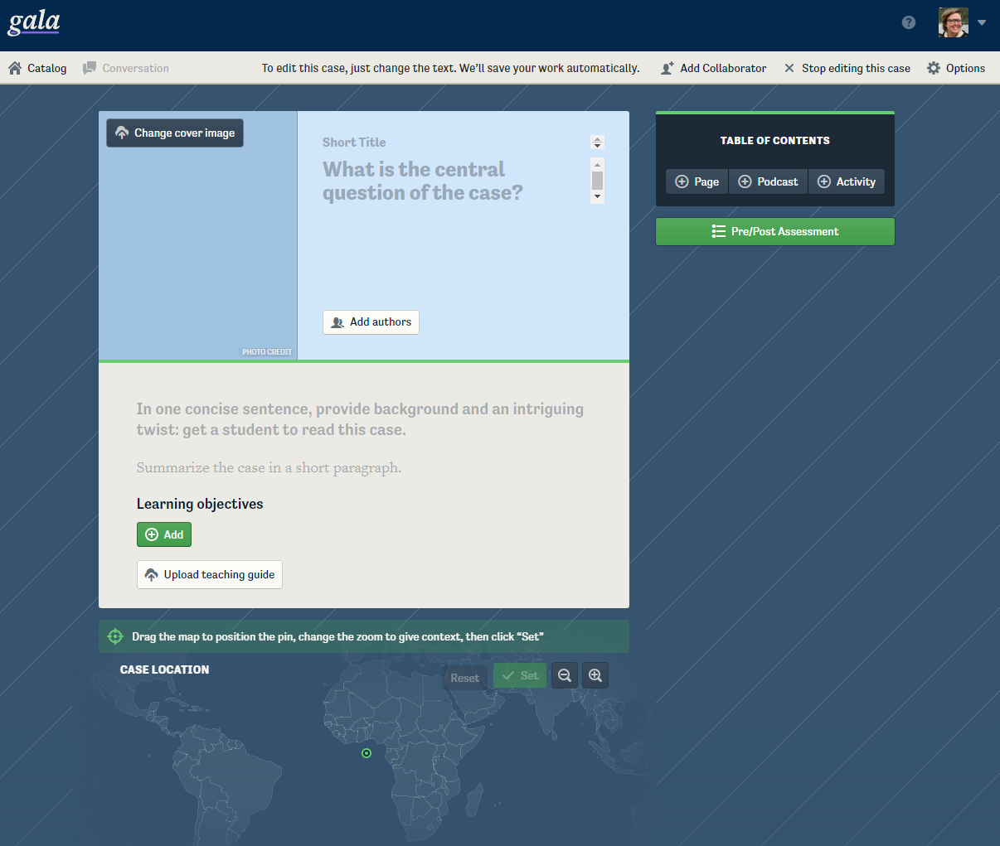 gala
?
Catalog
Conversation
To edit this case, just change the text. We’ll save your work automatically.
Add Collaborator
Stop editing this case
Options
Change cover image
Short Title
What is the central
question of the case?
Add authors
PHOTO CREDIT
In one concise sentence, provide background and an intriguing
twist: get a student to read this case.
Summarize the case in a short paragraph.
Learning objectives
Add
Upload teaching guide
TABLE OF CONTENTS
Page
Podcast
Activity
Pre/Post Assessment
Drag the map to position the pin, change the zoom to give context, then click “Set”
CASE LOCATION
Reset
Set